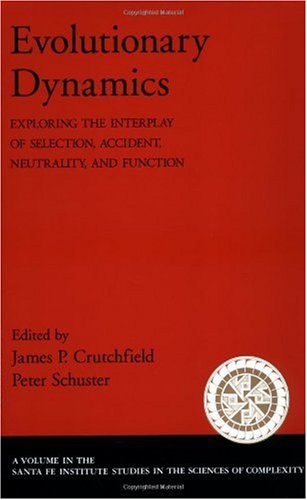 Evolutionary
Dynamics
EXPLORING THE INTERPLAY
OF SELECTION, ACCIDENT,
NEUTRALITY, AND FUNCTION
Edited by
James P. Crutchfield
Peter Schuster
A VOLUME IN THE
SANTA FE INSTITUTE STUDIES IN THE SCIENCES OF COMPLEXITY